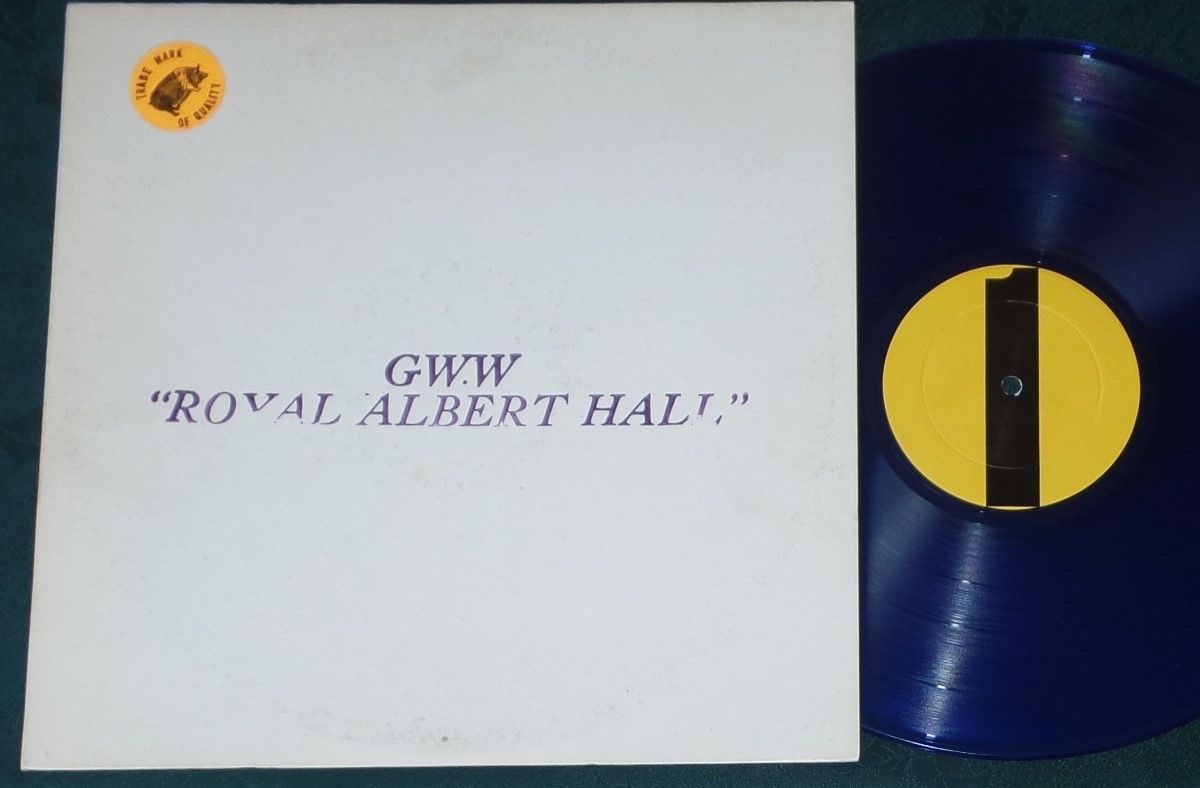 TRADE MARK
OF QUALITY
GW.W
“ROYAL ALBERT HALL”
1